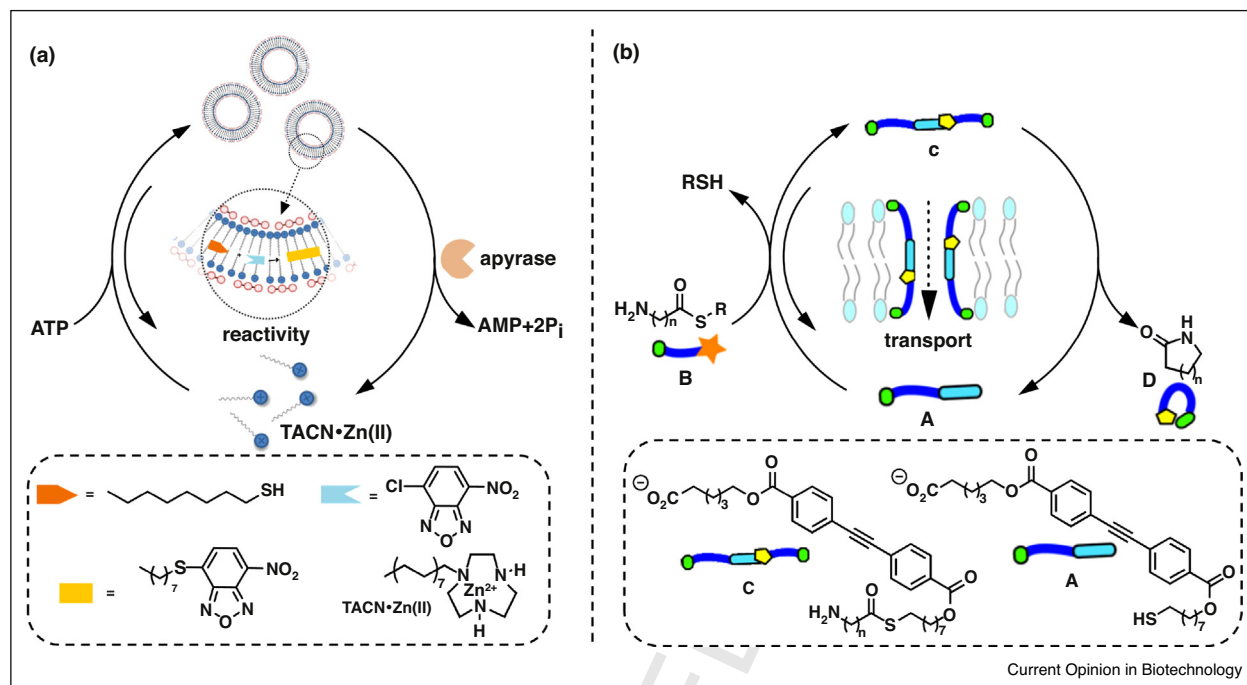 (a)
ATP
reactivity
apyrase
AMP+2Pi
TACN•Zn(II)
= SH
= Cl NO2
N N
O
= S NO2
7
N N
O
N N-H
Zn2+
7
N
H
TACN•Zn(II)
(b)
c
RSH
H2N O
n S R
B
transport
A
O H
N
n
D
⊖
O2C 3 O O
C
O
O
H2N O
n S 7
⊖
O2C 3 O O
A
O
O
HS 7
Current Opinion in Biotechnology